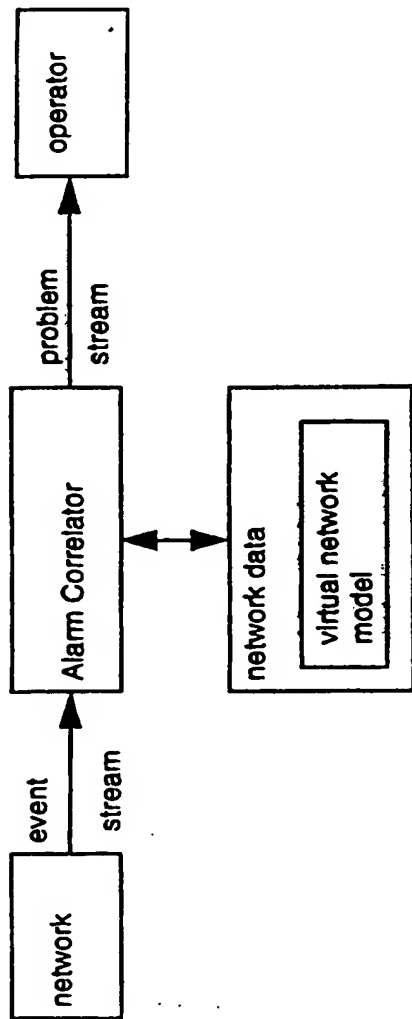 network
event
stream
Alarm Correlator
problem
stream
operator
network data
virtual network
model